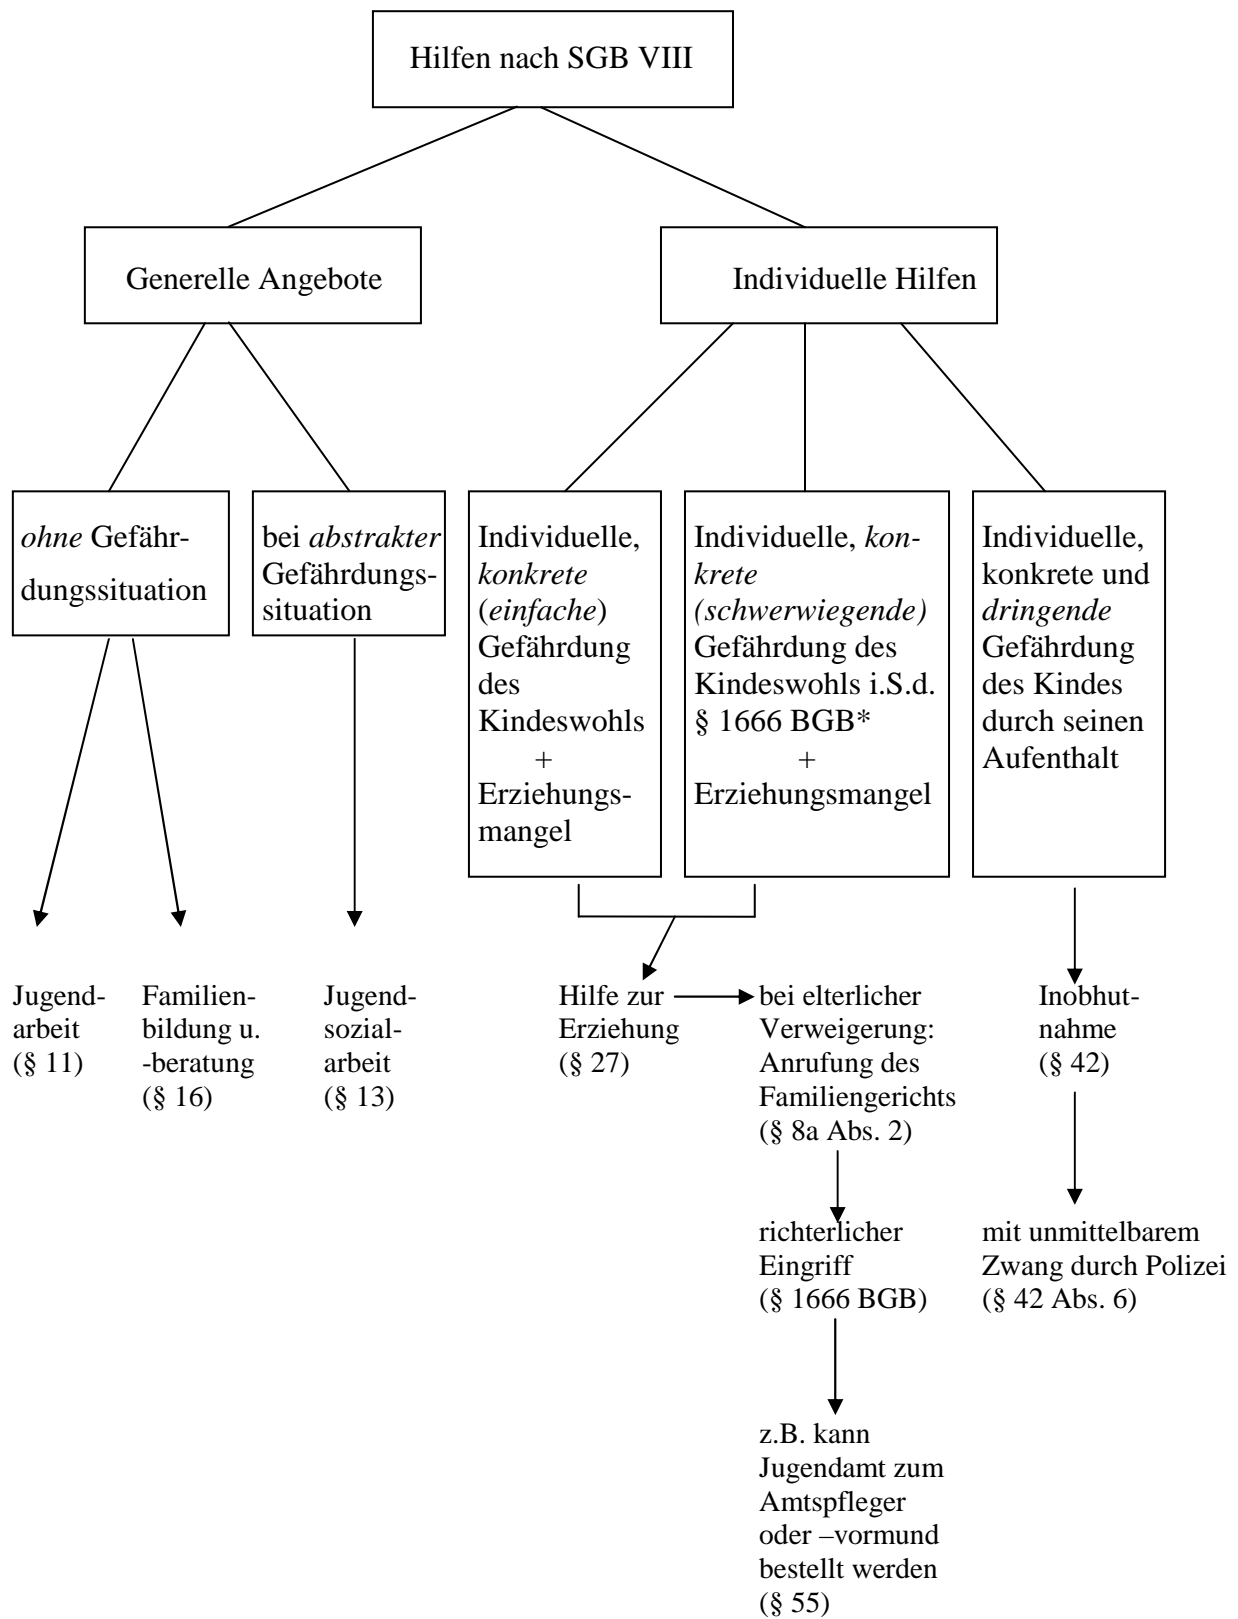 Hilfen nach SGB VIII
Generelle Angebote
Individuelle Hilfen
ohne Gefähr-
dungssituation
bei abstrakter
Gefährdungs-
situation
Individuelle,
konkrete
(einfache)
Gefährdung
des
Kindeswohls
+
Erziehungs-
mangel
Individuelle, kon-
krete
(schwerwiegende)
Gefährdung des
Kindeswohls i.S.d.
§ 1666 BGB*
+
Erziehungsmangel
Individuelle,
konkrete und
dringende
Gefährdung
des Kindes
durch seinen
Aufenthalt
Jugend-
arbeit
(§ 11)
Familien-
bildung u.
-beratung
(§ 16)
Jugend-
sozial-
arbeit
(§ 13)
Hilfe zur
Erziehung
(§ 27)
bei elterlicher
Verweigerung:
Anrufung des
Familiengerichts
(§ 8a Abs. 2)
Inobhut-
nahme
(§ 42)
richterlicher
Eingriff
(§ 1666 BGB)
mit unmittelbarem
Zwang durch Polizei
(§ 42 Abs. 6)
z.B. kann
Jugendamt zum
Amtspfleger
oder –vormund
bestellt werden
(§ 55)